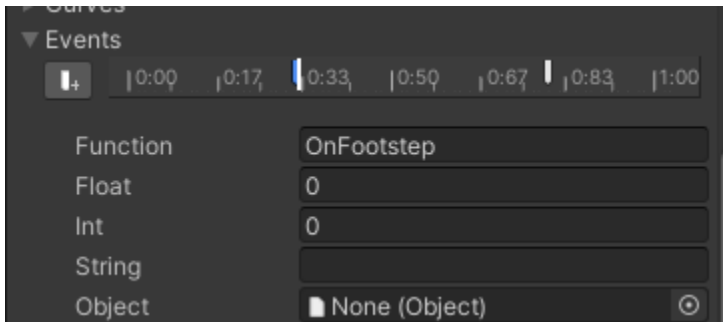 Curves
Events
0:00 0:17 0:33 0:50 0:67 0:83 1:00
Function OnFootstep
Float 0
Int 0
String
Object None (Object)